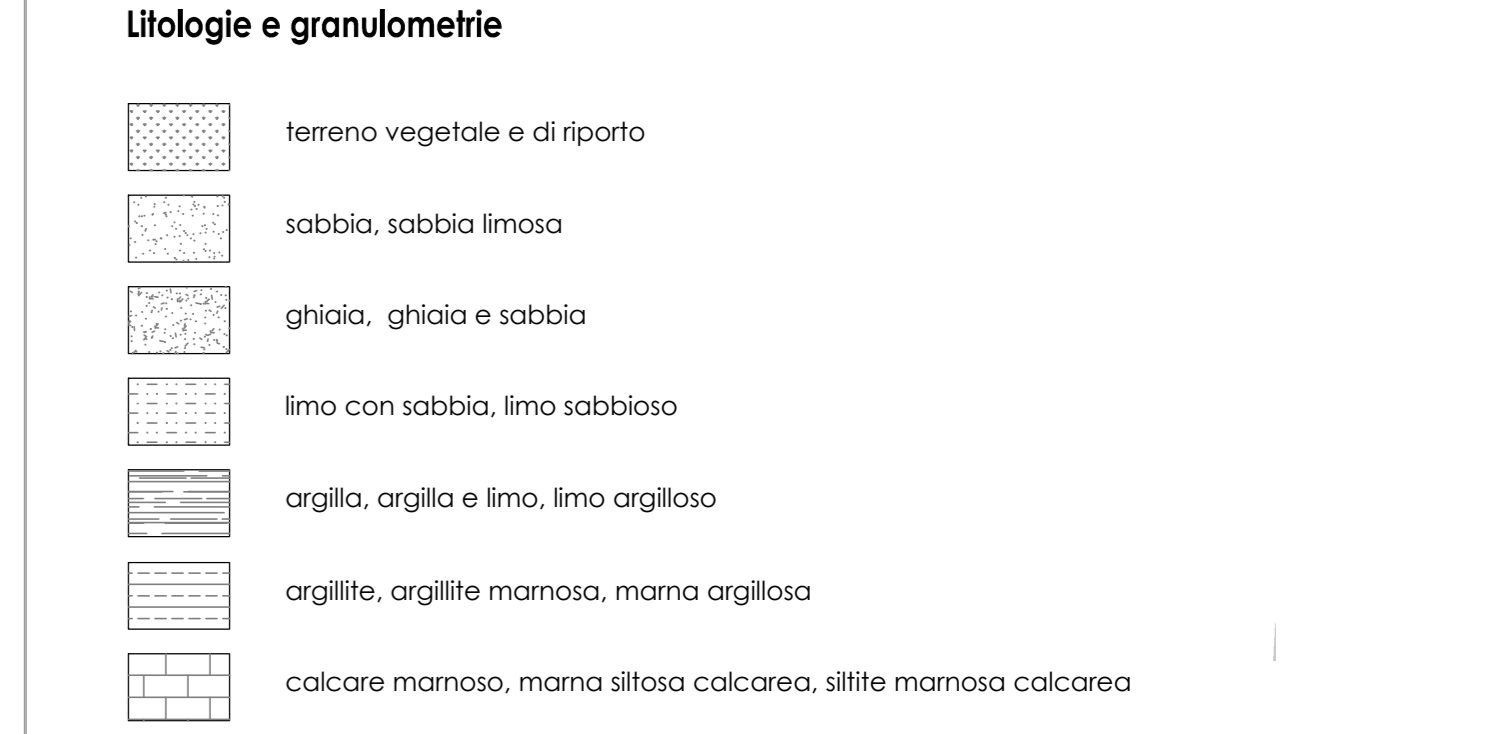 Litologie e granulometrie
terreno vegetale e di riporto
sabbia, sabbia limosa
ghiaia, ghiaia e sabbia
limo con sabbia, limo sabbioso
argilla, argilla e limo, limo argilloso
argillite, argillite marnosa, marna argillosa
calcare marnoso, marna siltosa calcarea, siltite marnosa calcarea